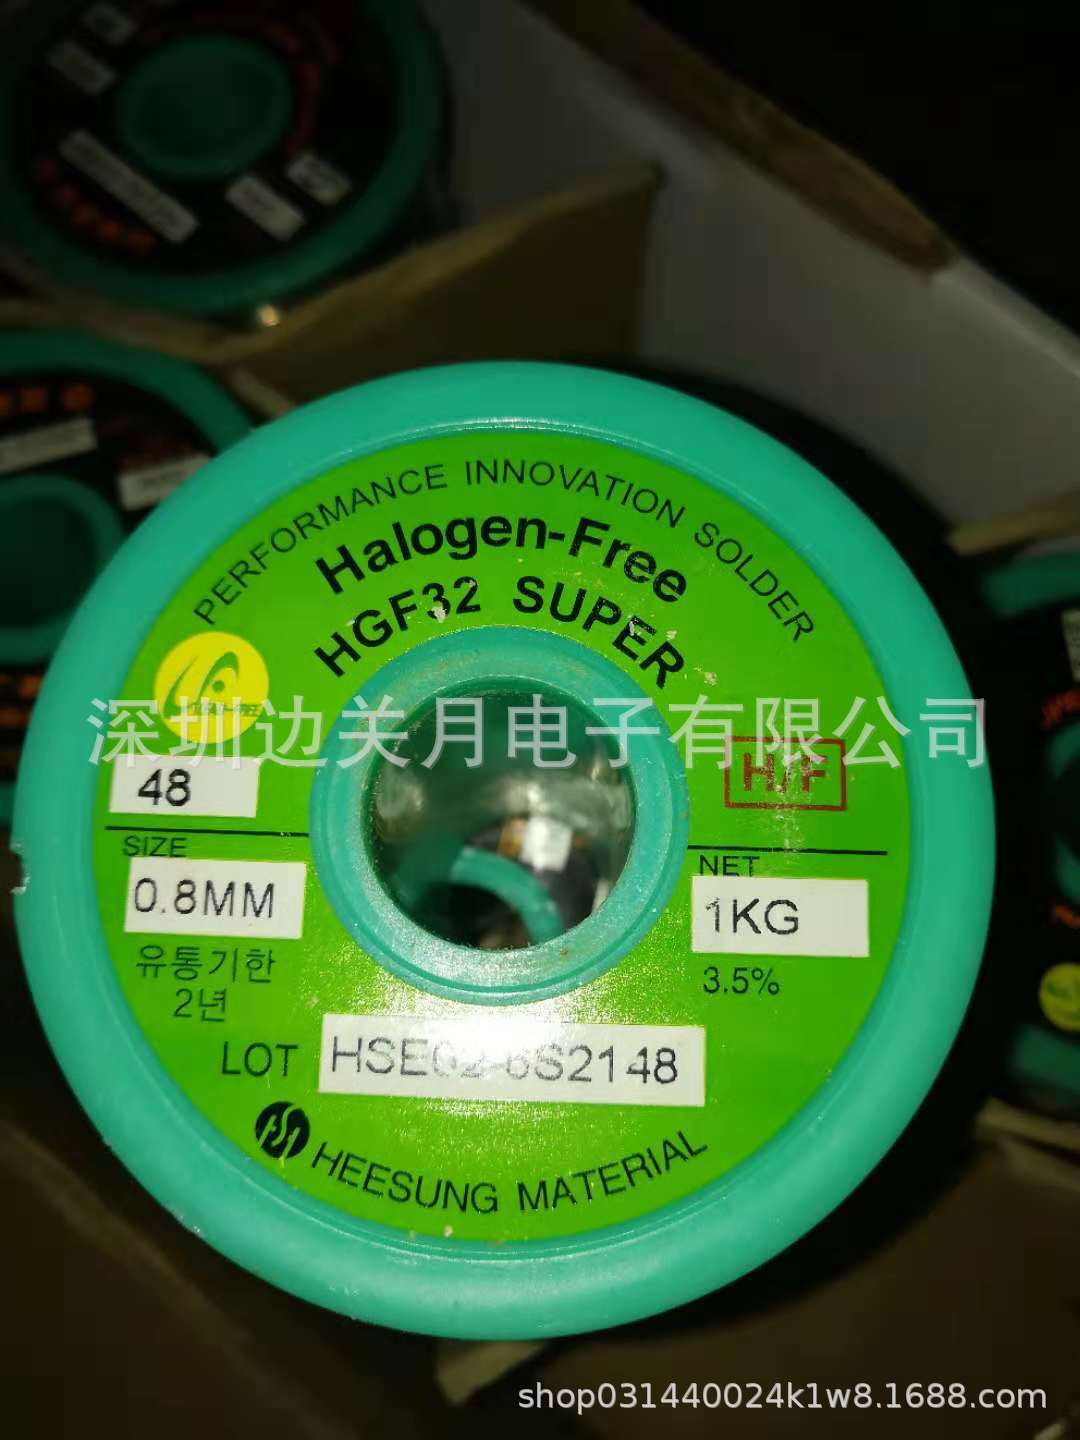 PERFORMANCE INNOVATION SOLDER
Halogen-Free
HGF32 SUPER
深圳边关月电子有限公司
H/F
48
SIZE
0.8MM
NET
1KG
유통기한
2년
3.5%
LOT HSE02-6S2148
HEESUNG MATERIAL
shop031440024k1w8.1688.com